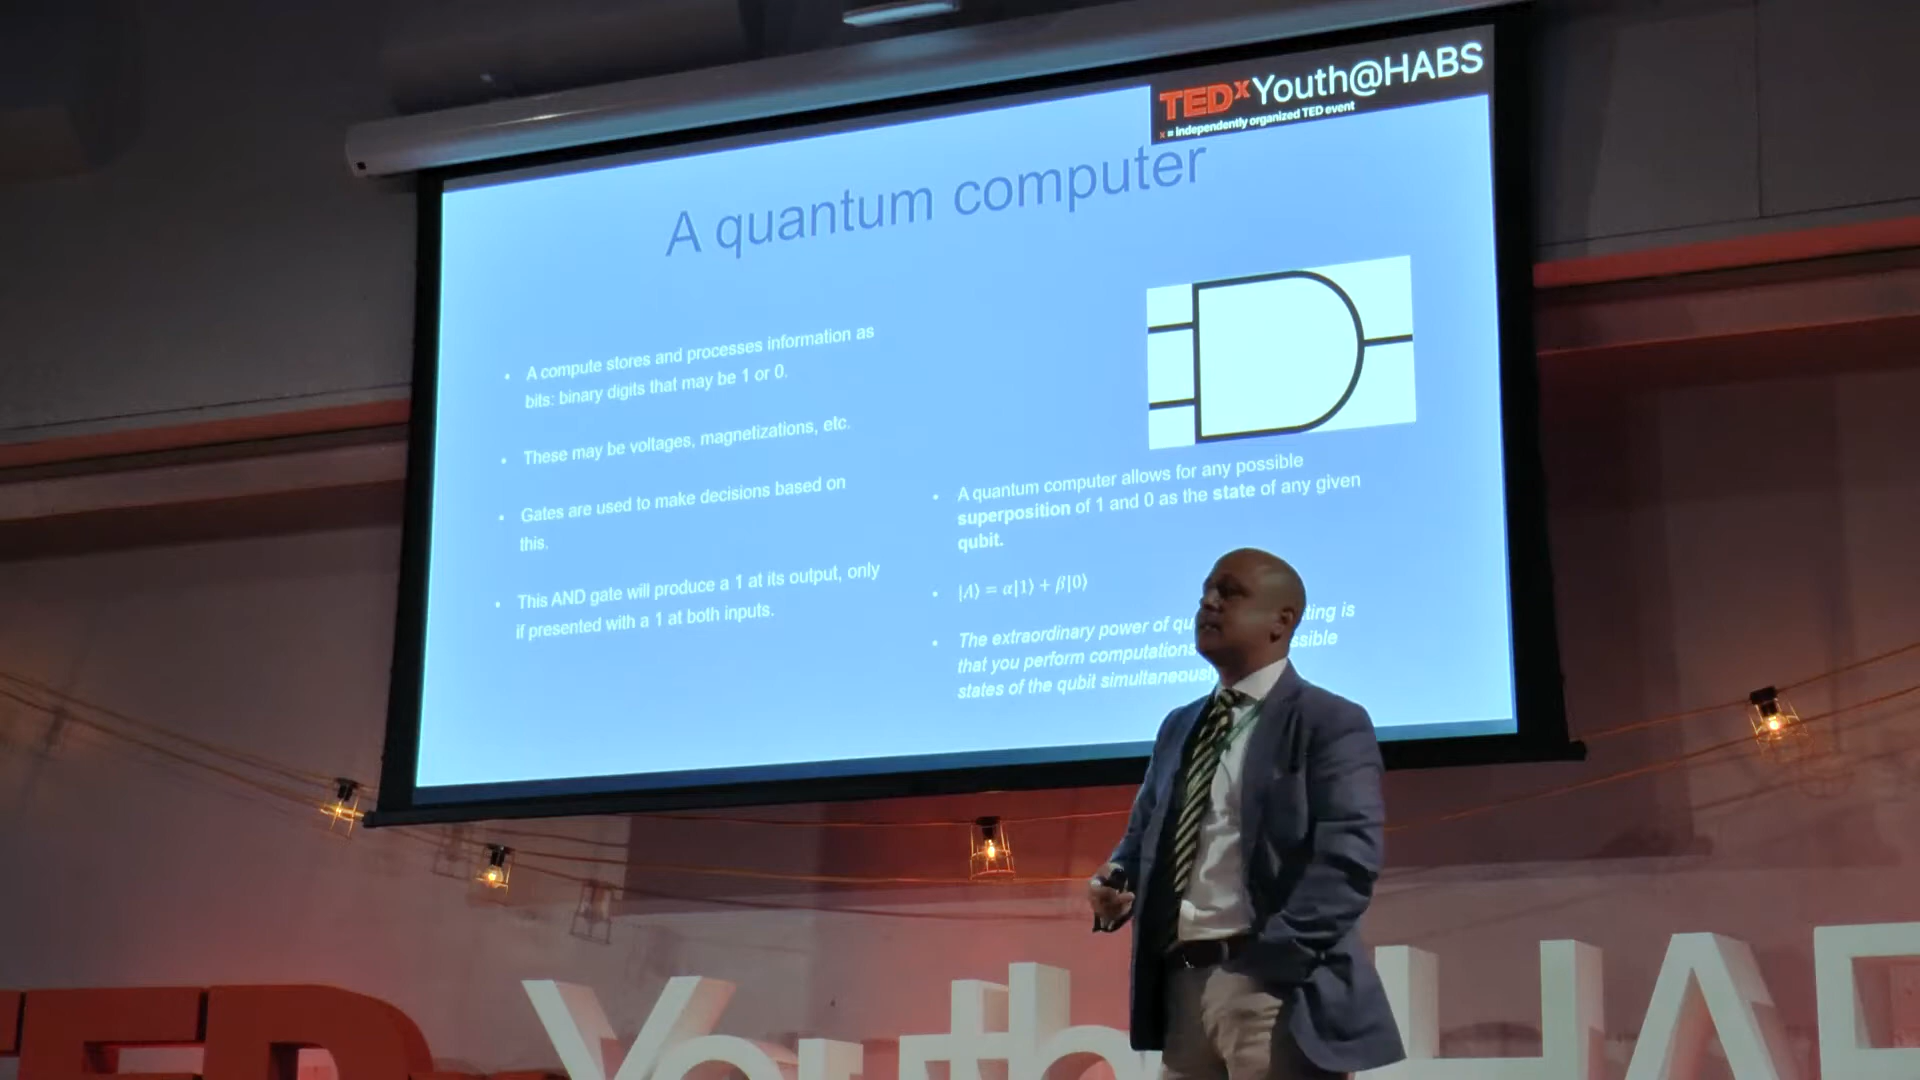 TEDxYouth@HABS
x = independently organized TED event
A quantum computer
A compute stores and processes information as
bits: binary digits that may be 1 or 0.
These may be voltages, magnetizations, etc.
Gates are used to make decisions based on
this.
This AND gate will produce a 1 at its output, only
if presented with a 1 at both inputs.
A quantum computer allows for any possible
superposition of 1 and 0 as the state of any given
qubit.
|Λ⟩ = α|1⟩ + β|0⟩
The extraordinary power of qu ting is
that you perform computations ssible
states of the qubit simultaneously
TEDx Youth HAB